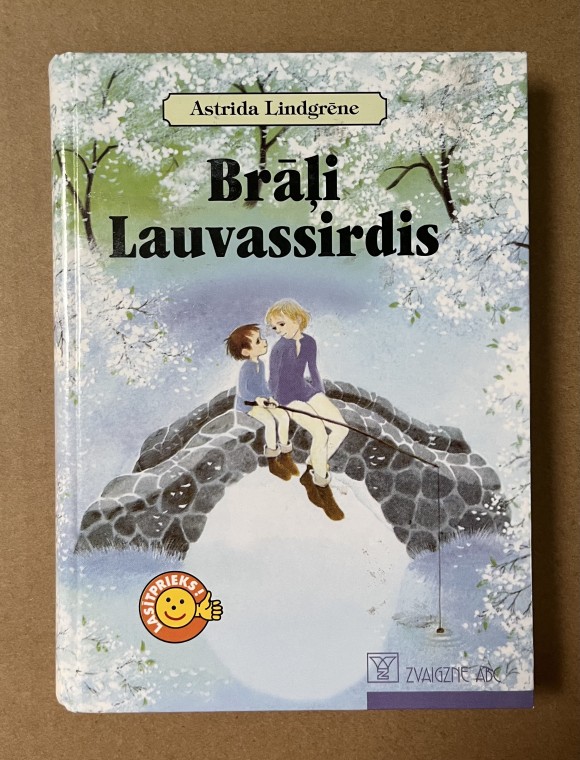 Astrida Lindgrēne
Brāļi
Lauvassirdis
LASĪTPRIEKS!
ZVAIGZNE ABC